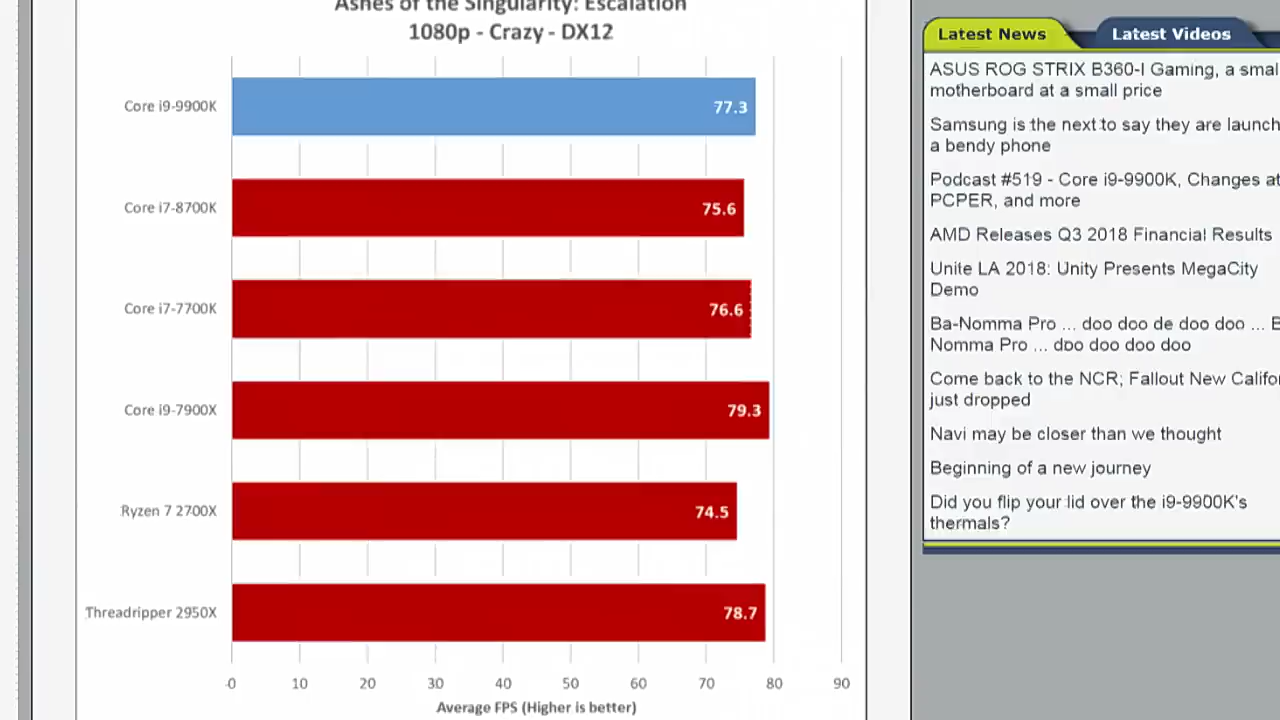 Ashes of the Singularity: Escalation
1080p - Crazy - DX12
Core i9-9900K
77.3
Core i7-8700K
75.6
Core i7-7700K
76.6
Core i9-7900X
79.3
Ryzen 7 2700X
74.5
Threadripper 2950X
78.7
0 10 20 30 40 50 60 70 80 90
Average FPS (Higher is better)
Latest News
Latest Videos
ASUS ROG STRIX B360-I Gaming, a smal
motherboard at a small price
Samsung is the next to say they are launch
a bendy phone
Podcast #519 - Core i9-9900K, Changes at
PCPER, and more
AMD Releases Q3 2018 Financial Results
Unite LA 2018: Unity Presents MegaCity
Demo
Ba-Nomma Pro ... doo doo de doo doo ... B
Nomma Pro ... doo doo doo doo
Come back to the NCR; Fallout New Califor
just dropped
Navi may be closer than we thought
Beginning of a new journey
Did you flip your lid over the i9-9900K's
thermals?